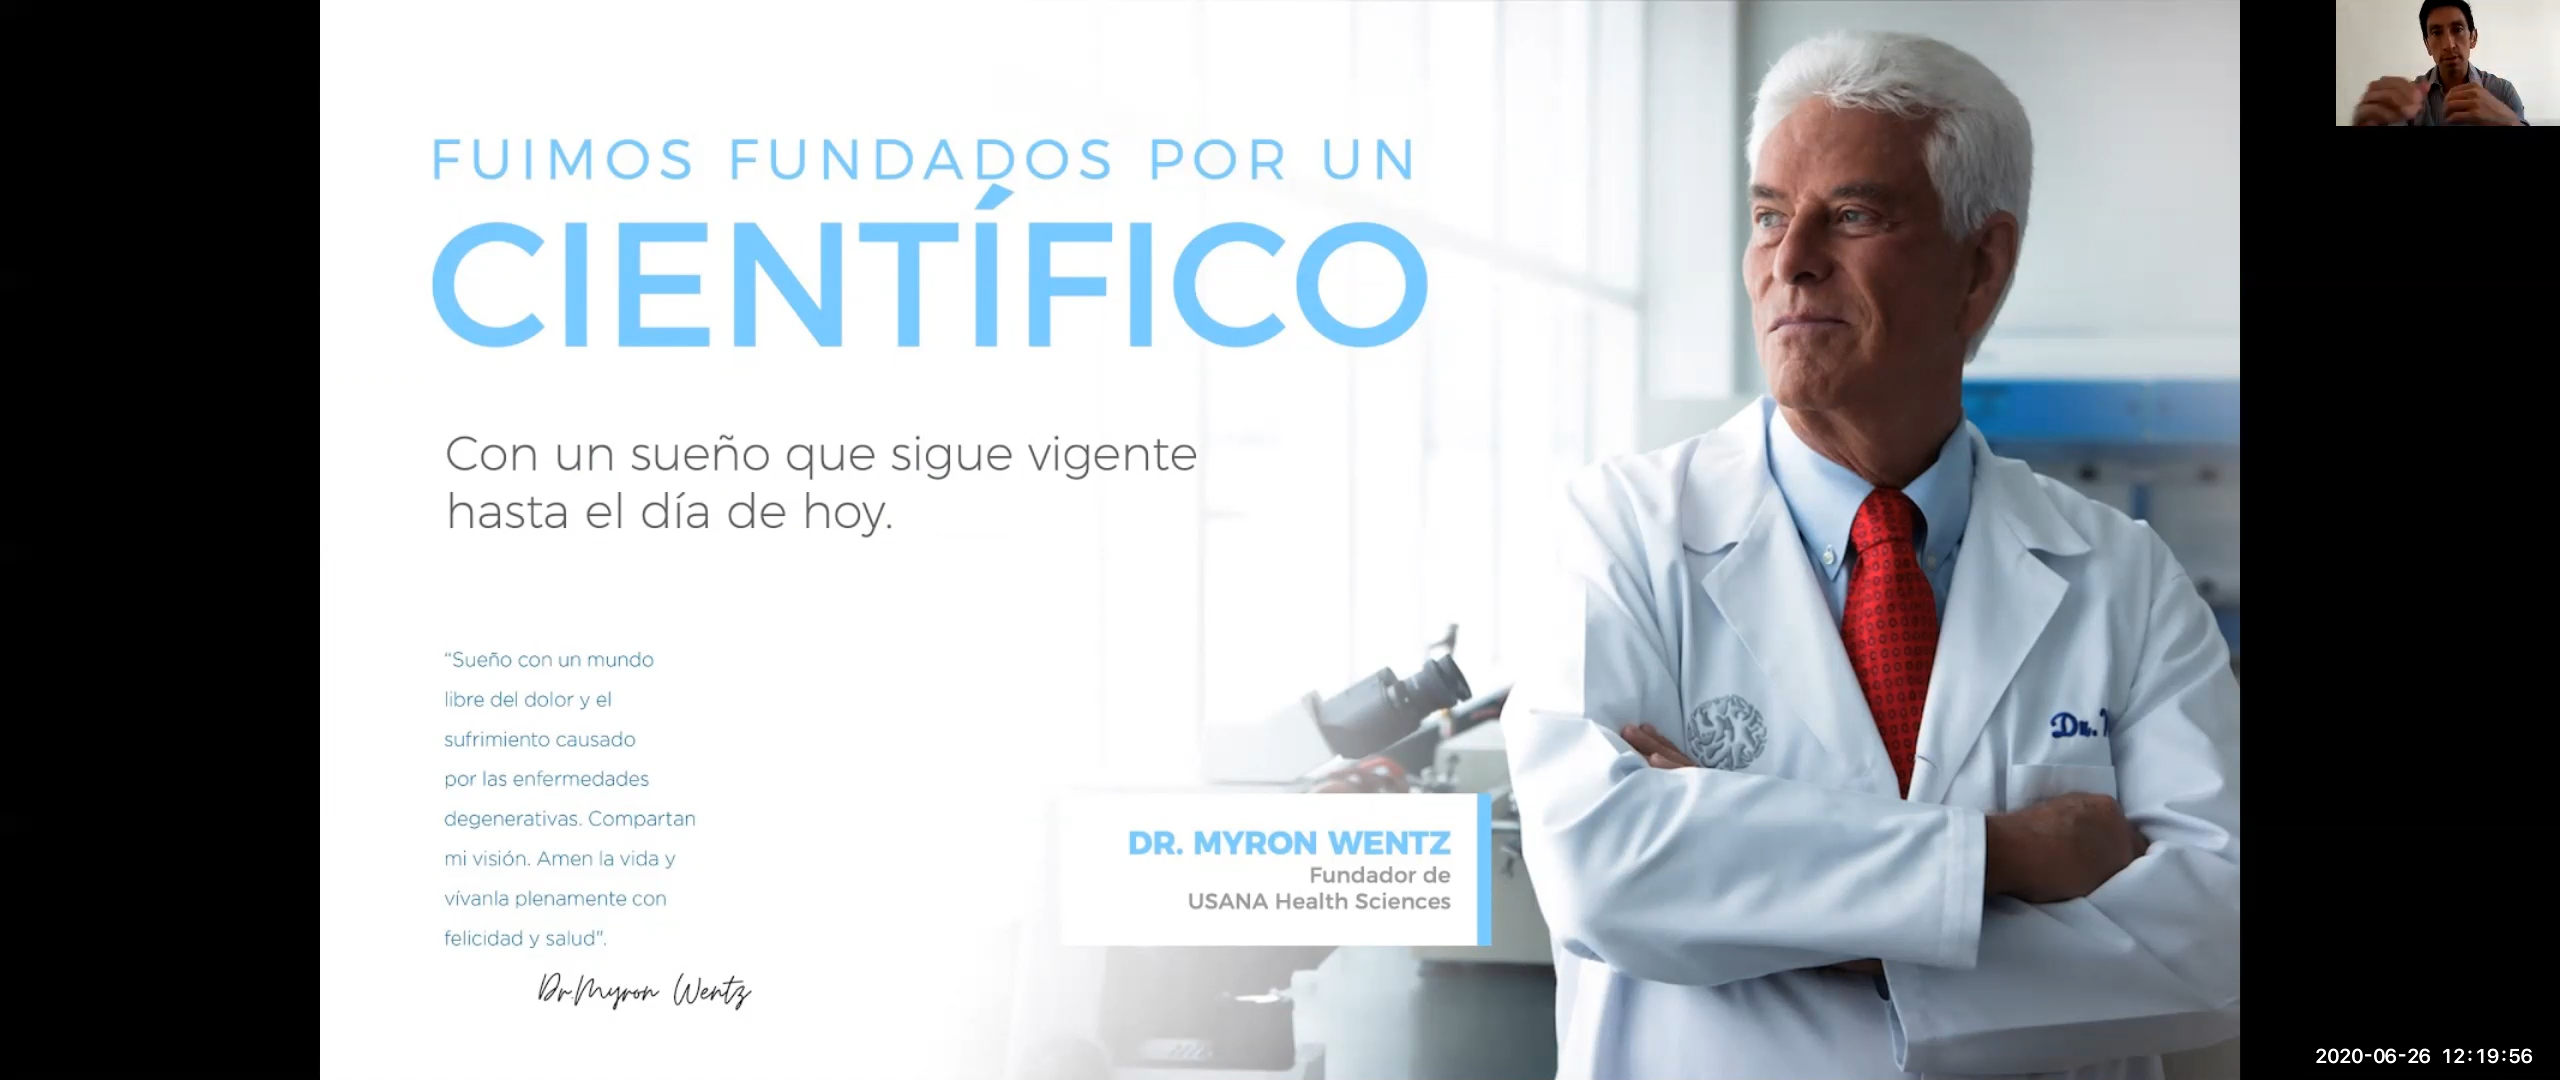 FUIMOS FUNDADOS POR UN
CIENTÍFICO
Con un sueño que sigue vigente
hasta el día de hoy.
“Sueño con un mundo
libre del dolor y el
sufrimiento causado
por las enfermedades
degenerativas. Compartan
mi visión. Amen la vida y
vívanla plenamente con
felicidad y salud".
Dr.Myron Wentz
DR. MYRON WENTZ
Fundador de
USANA Health Sciences
Dr.
2020-06-26 12:19:56